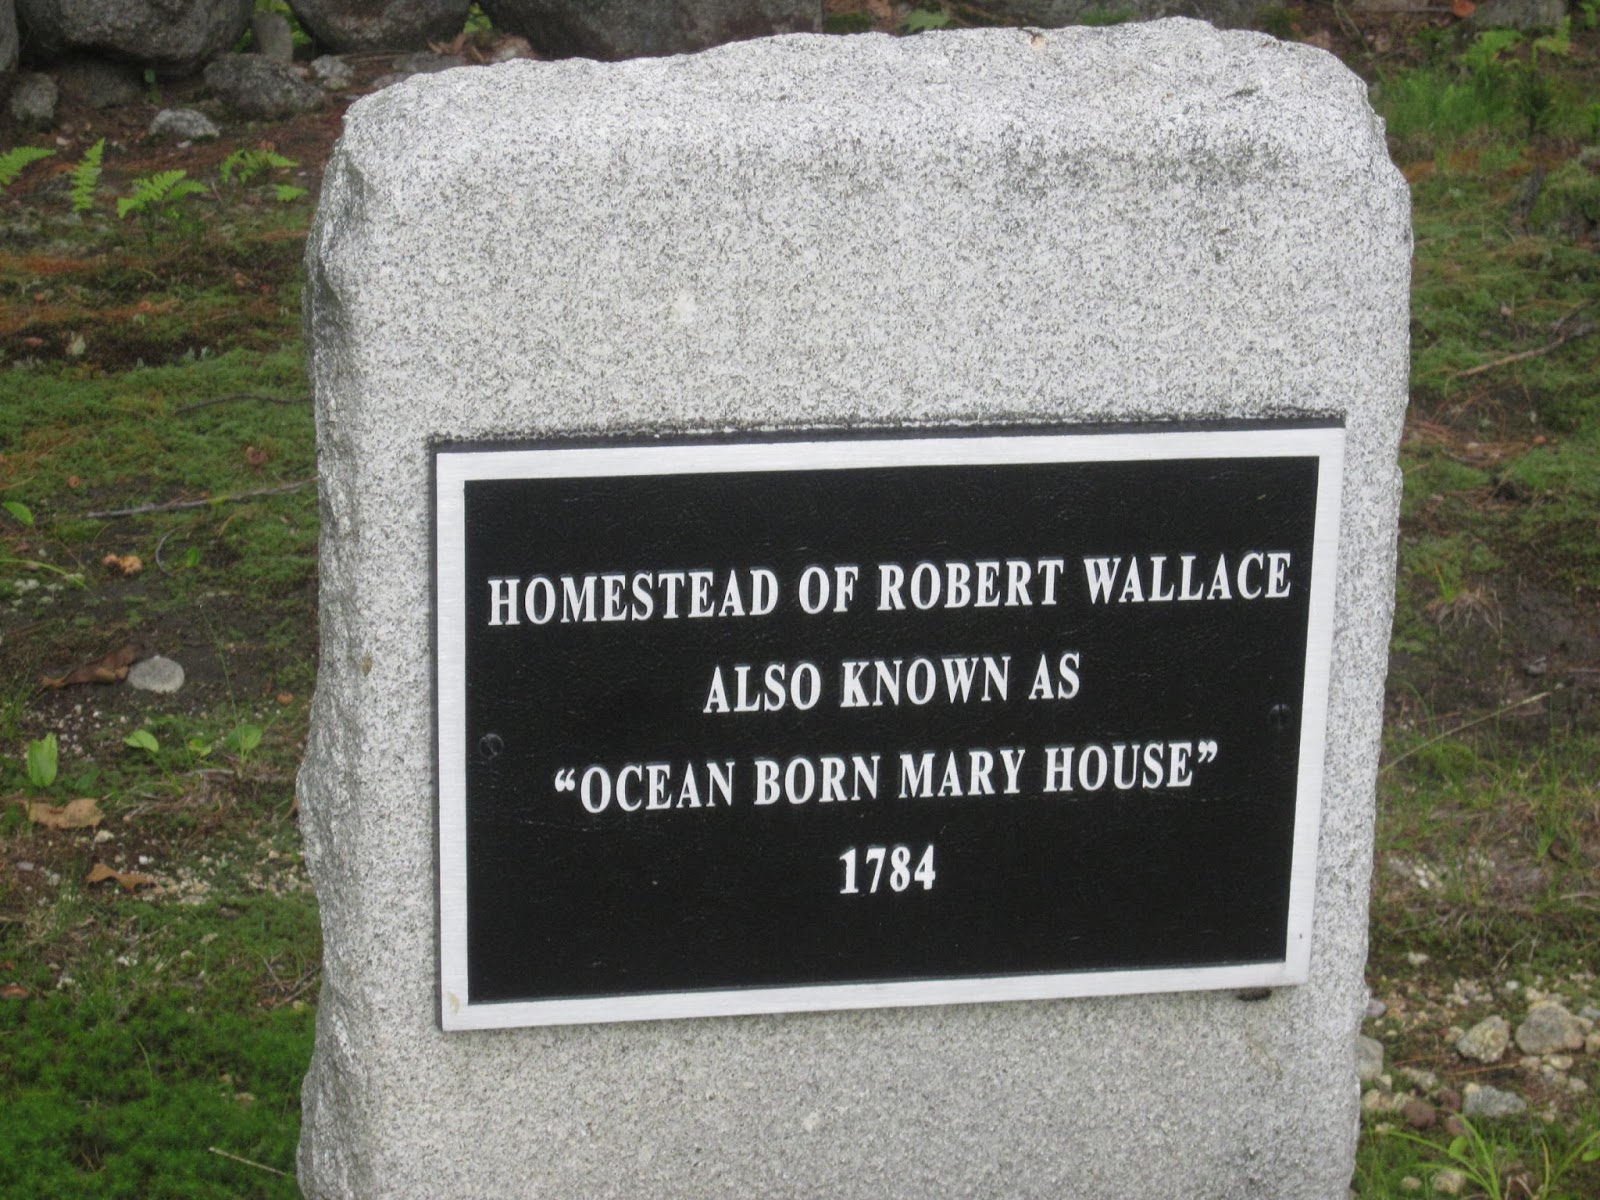 HOMESTEAD OF ROBERT WALLACE
ALSO KNOWN AS
“OCEAN BORN MARY HOUSE”
1784